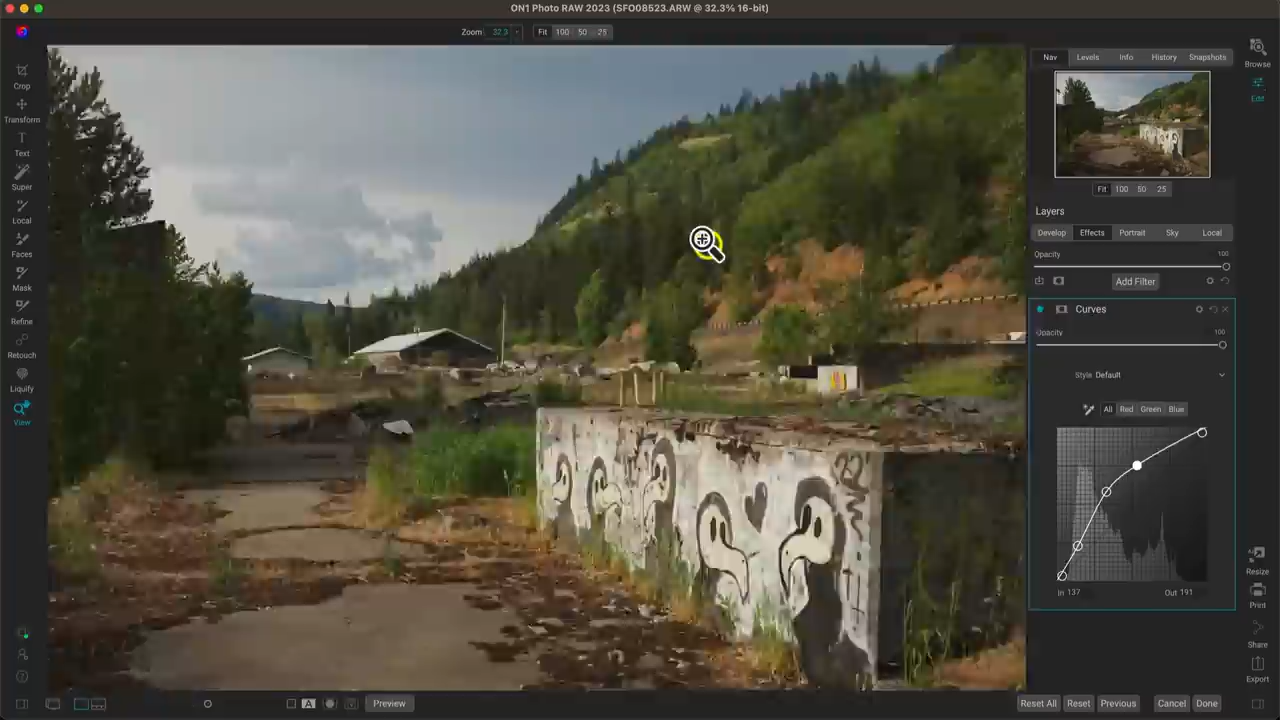 ON1 Photo RAW 2023 (SFO08523.ARW @ 32.3% 16-bit)
Zoom 32.3 Fit 100 50 25
Crop
Transform
Text
Super
Local
Faces
Mask
Refine
Retouch
Liquify
View
Nav Levels Info History Snapshots
Fit 100 50 25
Layers
Develop Effects Portrait Sky Local
Opacity 100
Add Filter
Curves
Opacity 100
Style Default
All Red Green Blue
In 137 Out 191
Browse
Edit
Resize
Print
Share
Export
A Preview
Reset All Reset Previous Cancel Done